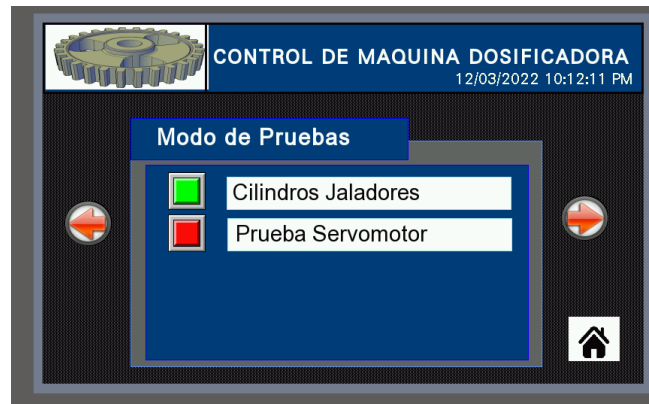 CONTROL DE MAQUINA DOSIFICADORA
12/03/2022 10:12:11 PM
Modo de Pruebas
Cilindros Jaladores
Prueba Servomotor